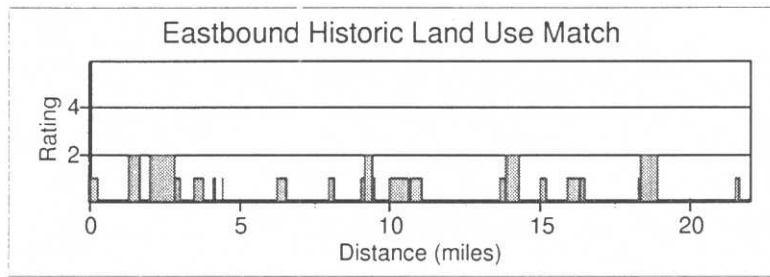 Eastbound Historic Land Use Match
Rating
4
2
0 5 10 15 20
Distance (miles)